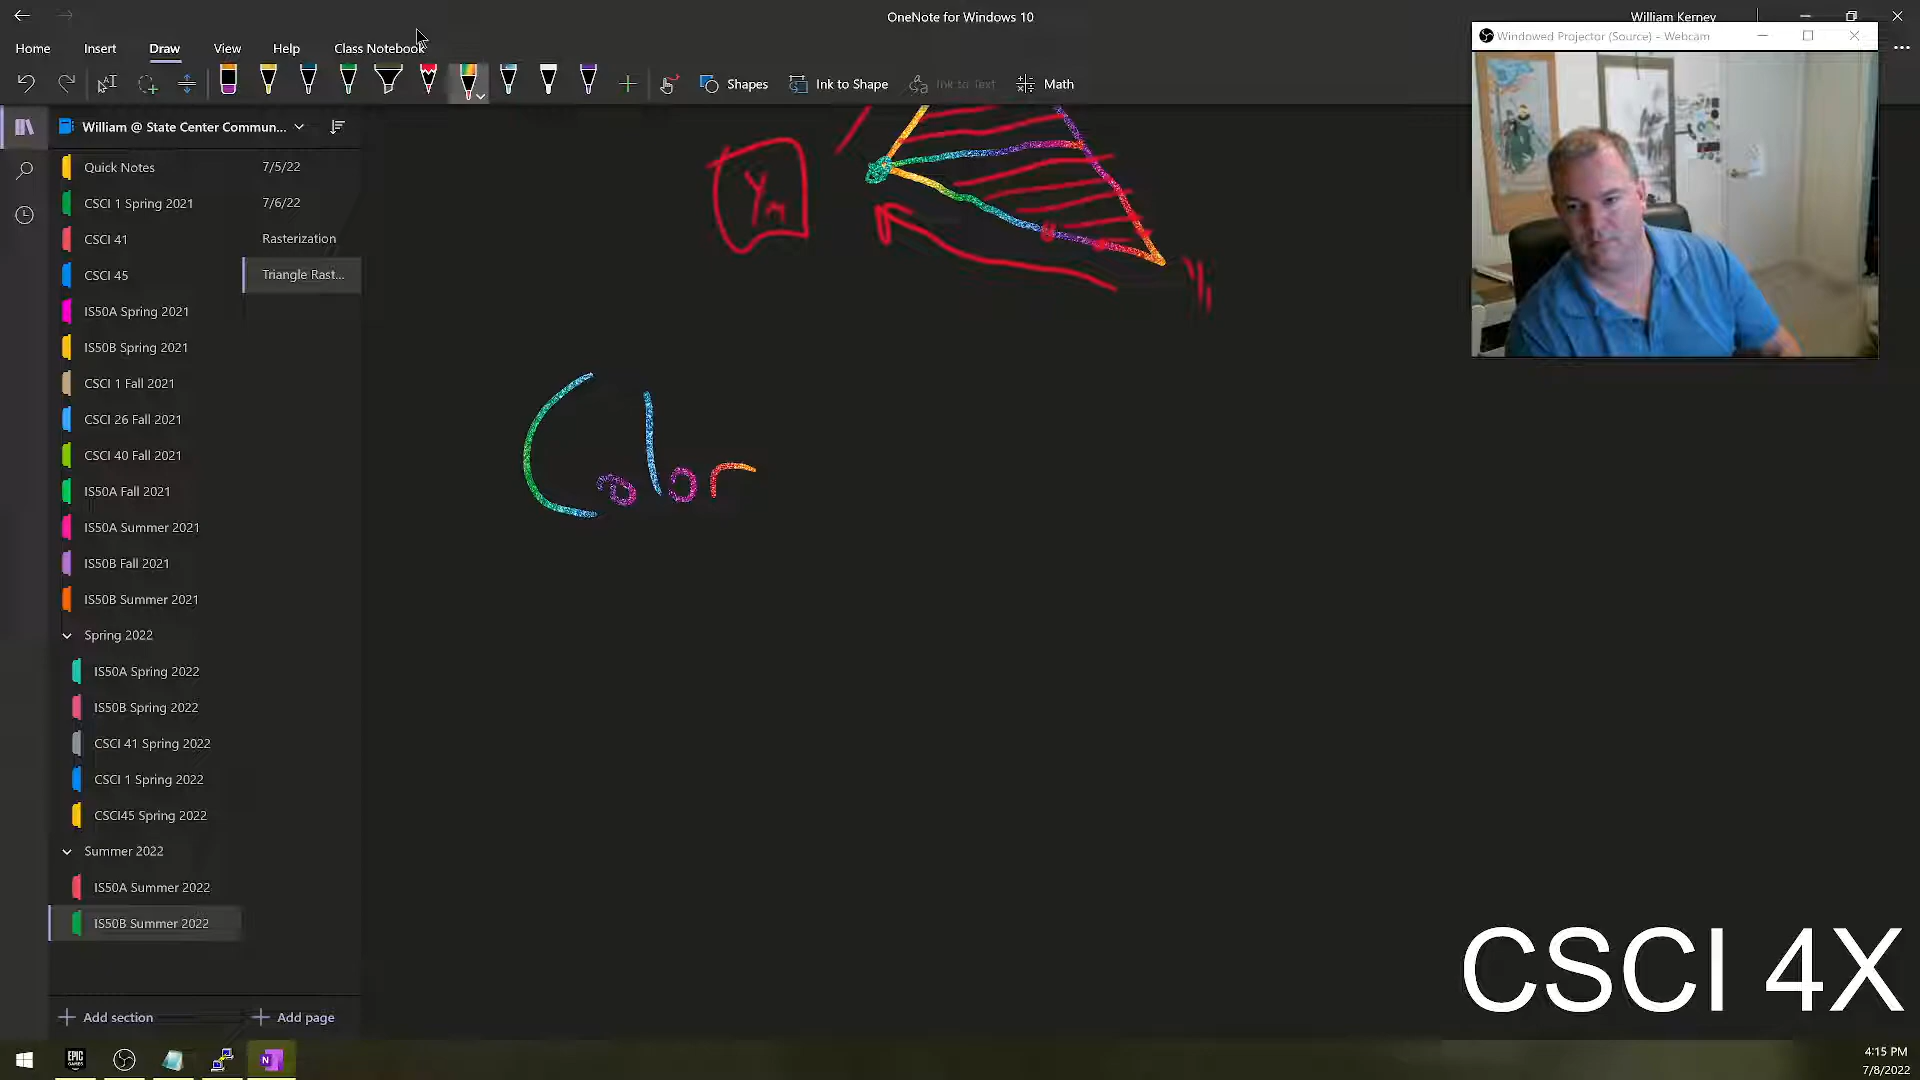 OneNote for Windows 10
William Kerney
Windowed Projector (Source) - Webcam
Home Insert Draw View Help Class Notebook
Shapes Ink to Shape Ink to Text Math
William @ State Center Commun...
Quick Notes 7/5/22
CSCI 1 Spring 2021 7/6/22
CSCI 41 Rasterization
CSCI 45 Triangle Rast...
IS50A Spring 2021
IS50B Spring 2021
CSCI 1 Fall 2021
CSCI 26 Fall 2021
CSCI 40 Fall 2021
IS50A Fall 2021
IS50A Summer 2021
IS50B Fall 2021
IS50B Summer 2021
Spring 2022
IS50A Spring 2022
IS50B Spring 2022
CSCI 41 Spring 2022
CSCI 1 Spring 2022
CSCI45 Spring 2022
Summer 2022
IS50A Summer 2022
IS50B Summer 2022
Add section Add page
Color
CSCI 4X
EPIC GAMES
N
4:15 PM
7/8/2022